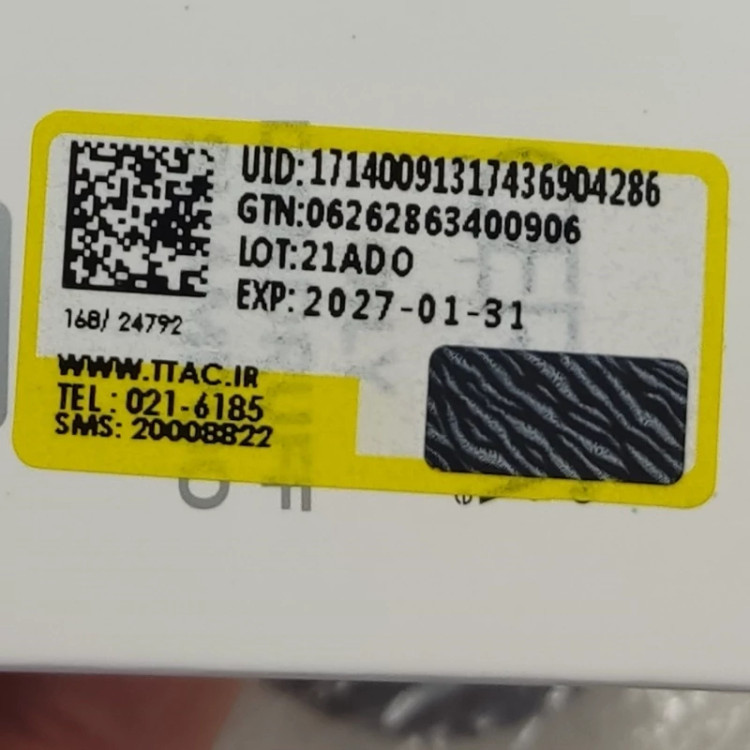 UID:17140091317436904286
GTN:06262863400906
LOT:21ADO
EXP: 2027-01-31
168/ 24792
WWW.TTAC.IR
TEL : 021-6185
SMS: 20008822